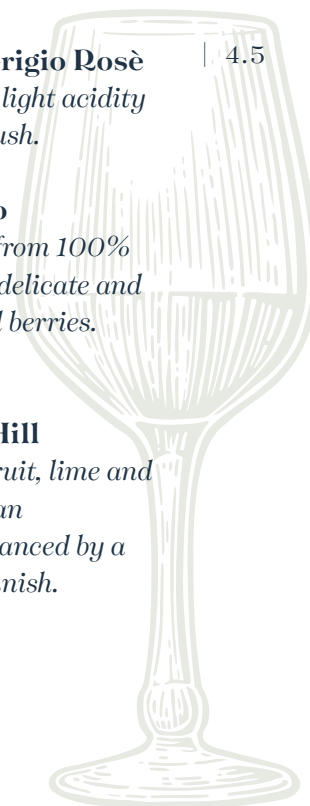 rigio Rosè | 4.5
light acidity
ush.
o
from 100%
delicate and
l berries.
Hill
ruit, lime and
an
anced by a
nish.